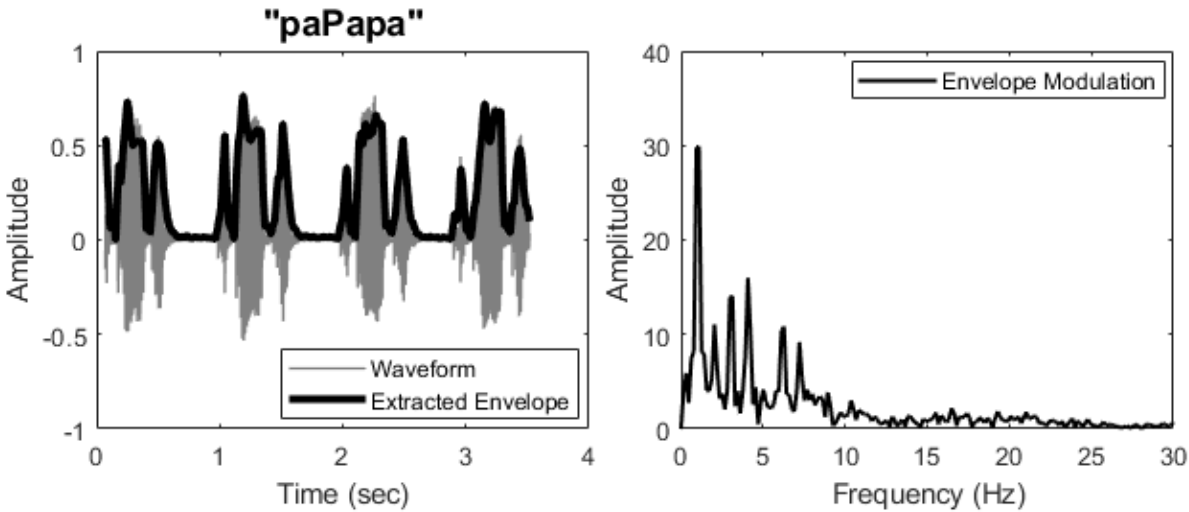 "paPapa"
1
0.5
0
-0.5
-1
Amplitude
Waveform
Extracted Envelope
0 1 2 3 4
Time (sec)
40
30
20
10
0
Amplitude
Envelope Modulation
0 5 10 15 20 25 30
Frequency (Hz)